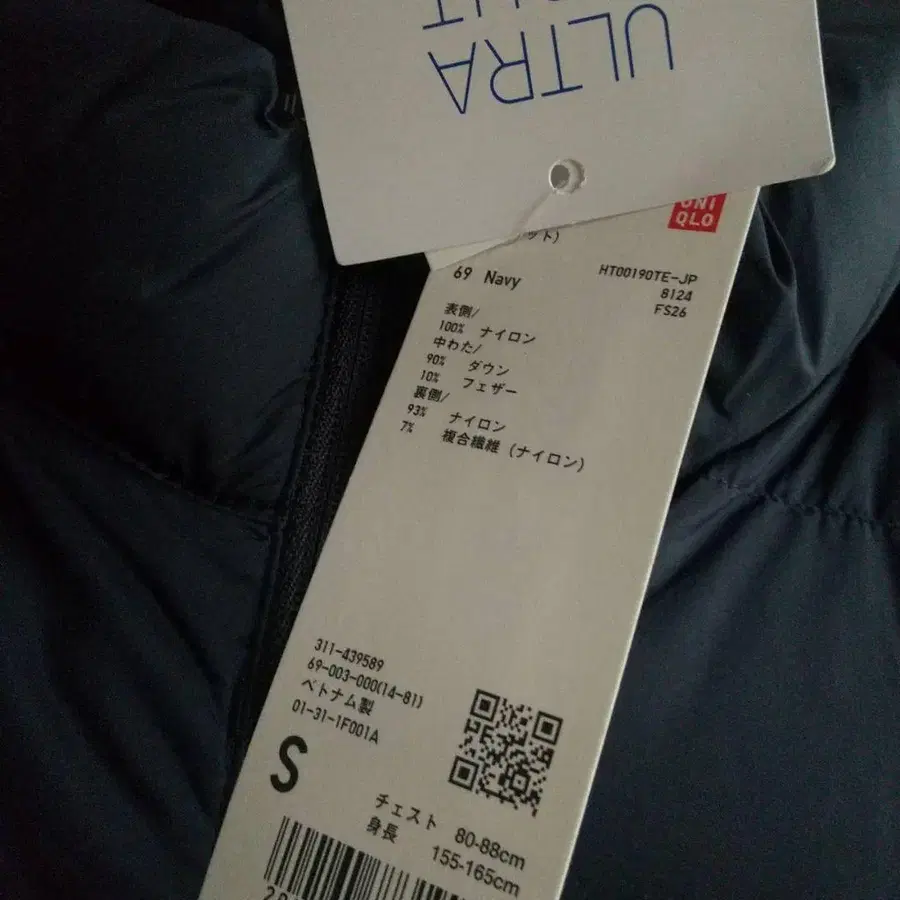 ULTRA
UNI
QLO
ット)
69 Navy
HT00190TE-JP
8124
FS26
表側/
100% ナイロン
中わた/
90% ダウン
10% フェザー
裏側/
93% ナイロン
7% 複合繊維 (ナイロン)
311-439589
69-003-000(14-81)
ベトナム製
01-31-1F001A
S
チェスト 80-88cm
身長 155-165cm